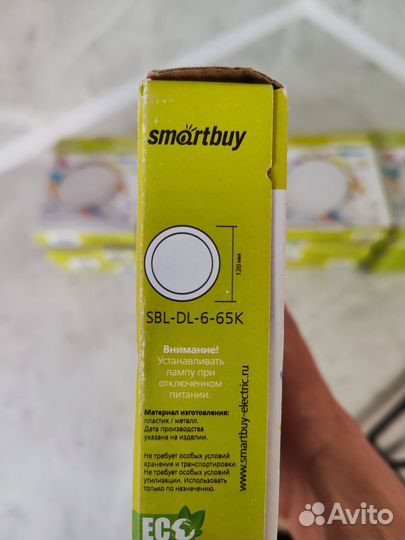 smartbuy
120 мм
SBL-DL-6-65K
Внимание!
Устанавливать
лампу при
отключенном
питании.
Материал изготовления:
пластик / металл.
Дата производства
указана на изделии.
Не требует особых условий
хранения и транспортировки.
Не требует особых условий
утилизации. Использовать
только по назначению.
www.smartbuy-electric.ru
ECO
Avito